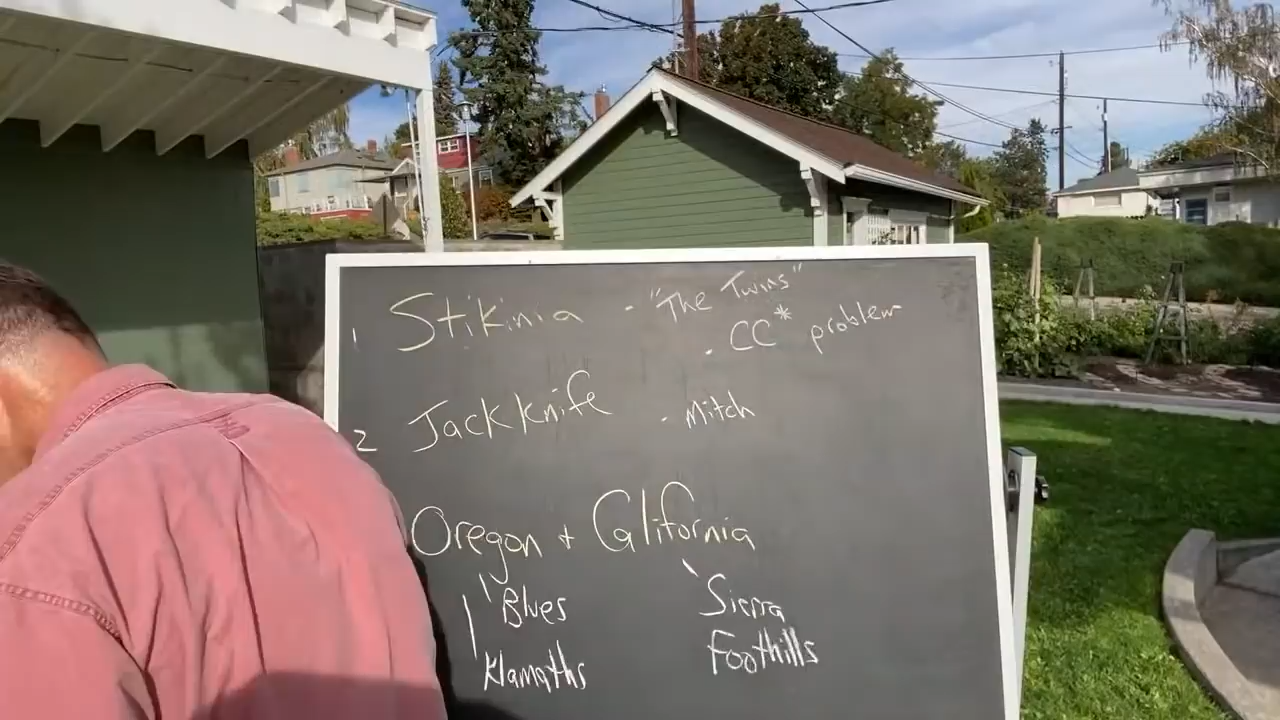 1 Stikinia - "The Twins"
- CC* problem
2 Jackknife - Mitch
Oregon + California
Blues Sierra
Klamaths Foothills